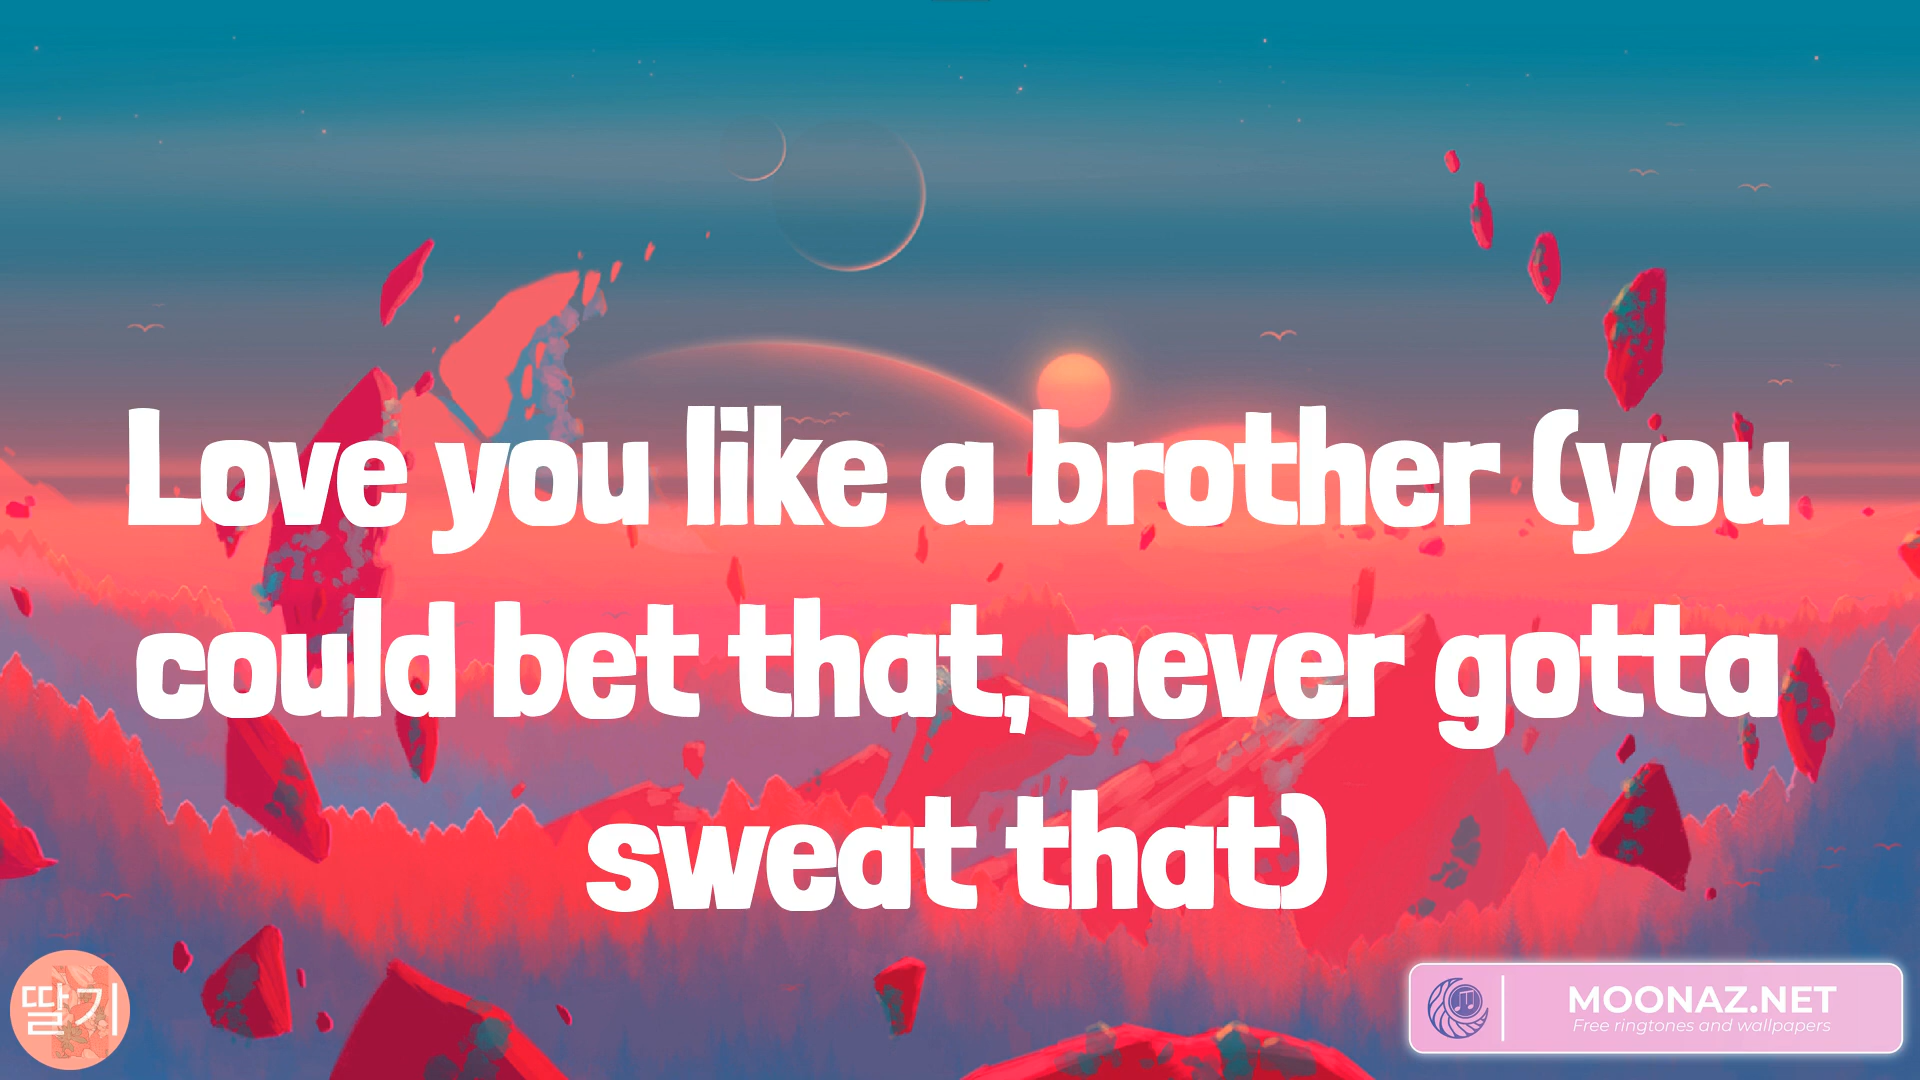 Love you like a brother (you
could bet that, never gotta
sweat that)
딸기
MOONAZ.NET
Free ringtones and wallpapers